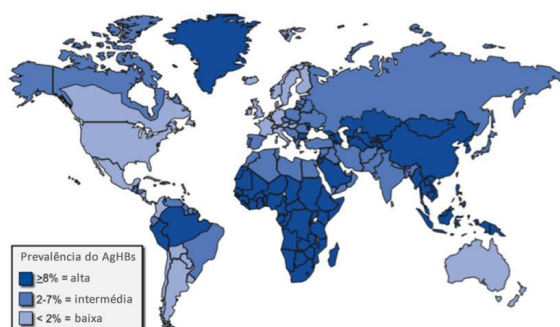 Prevalência do AgHBs
≥8% = alta
2-7% = intermédia
< 2% = baixa